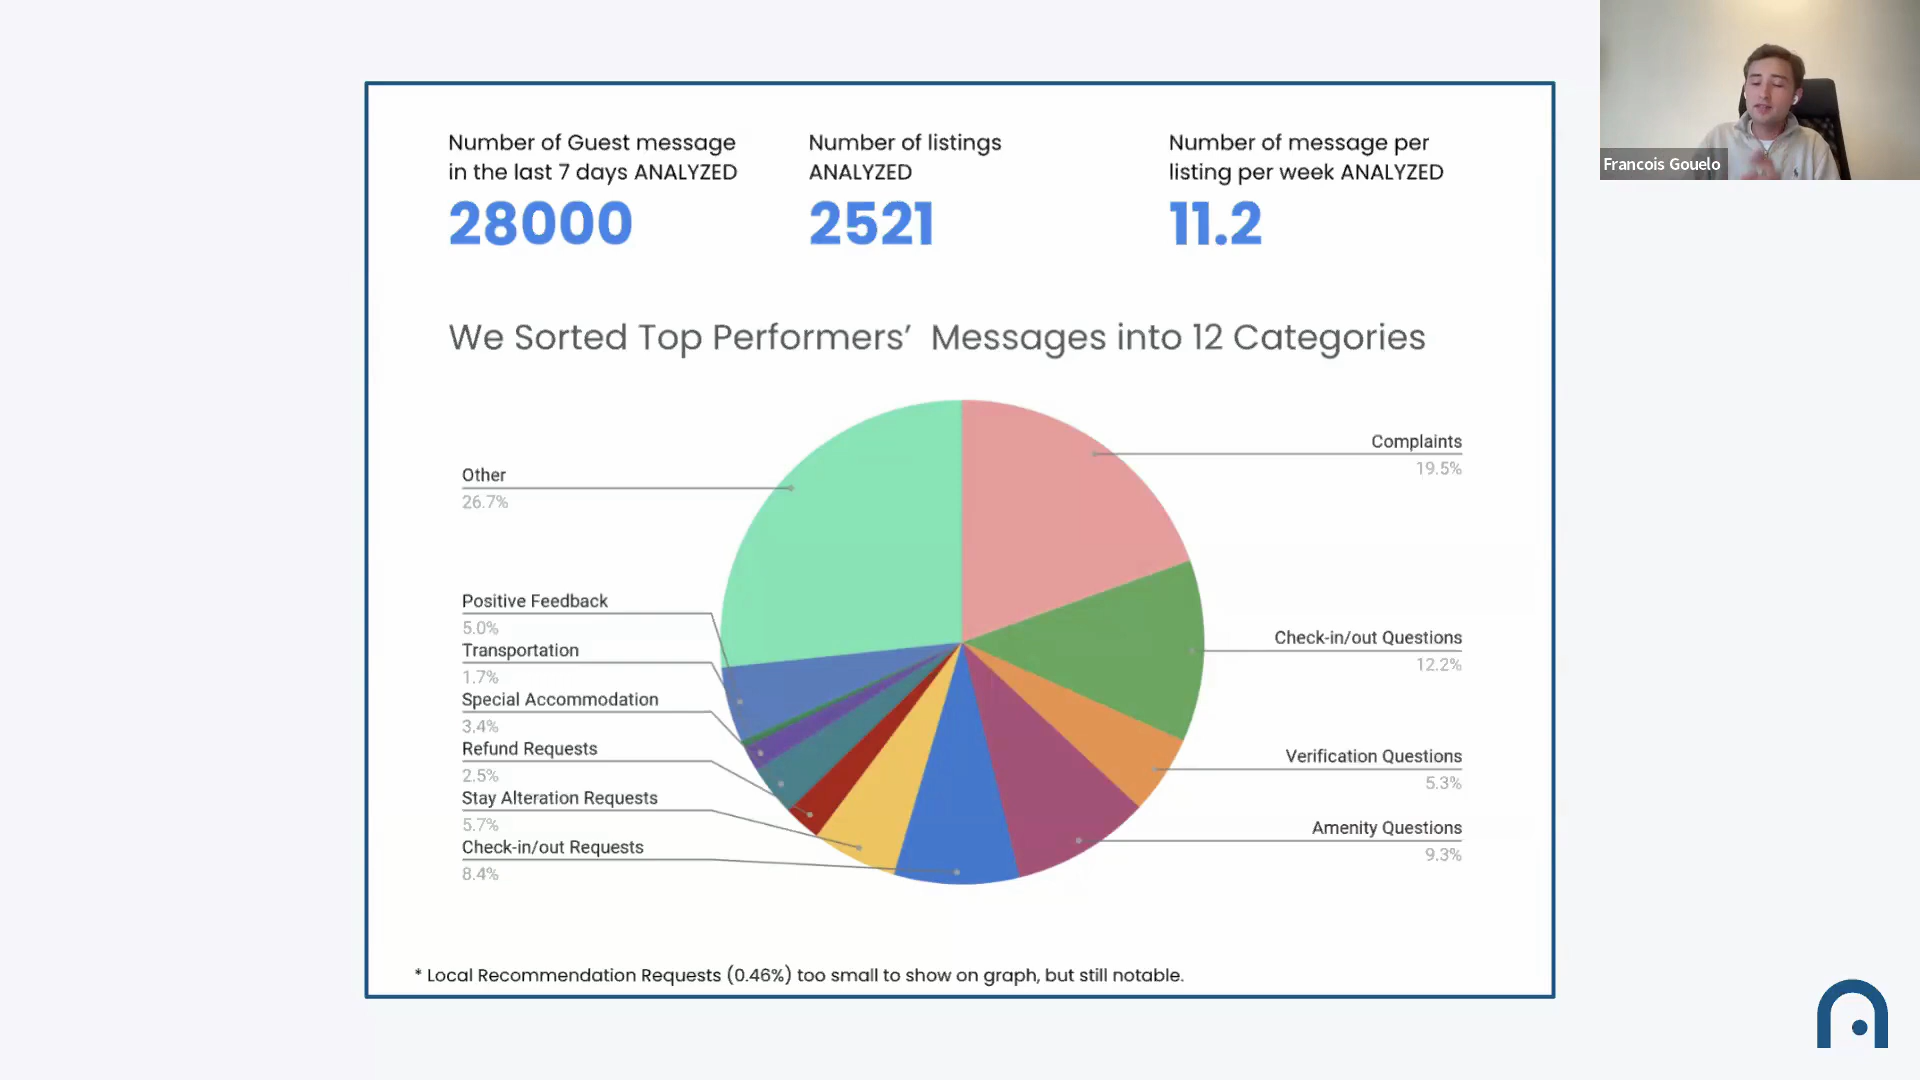 Number of Guest message
in the last 7 days ANALYZED
28000
Number of listings
ANALYZED
2521
Number of message per
listing per week ANALYZED
11.2
Francois Gouelo
We Sorted Top Performers’ Messages into 12 Categories
Other
26.7%
Positive Feedback
5.0%
Transportation
1.7%
Special Accommodation
3.4%
Refund Requests
2.5%
Stay Alteration Requests
5.7%
Check-in/out Requests
8.4%
Complaints
19.5%
Check-in/out Questions
12.2%
Verification Questions
5.3%
Amenity Questions
9.3%
* Local Recommendation Requests (0.46%) too small to show on graph, but still notable.